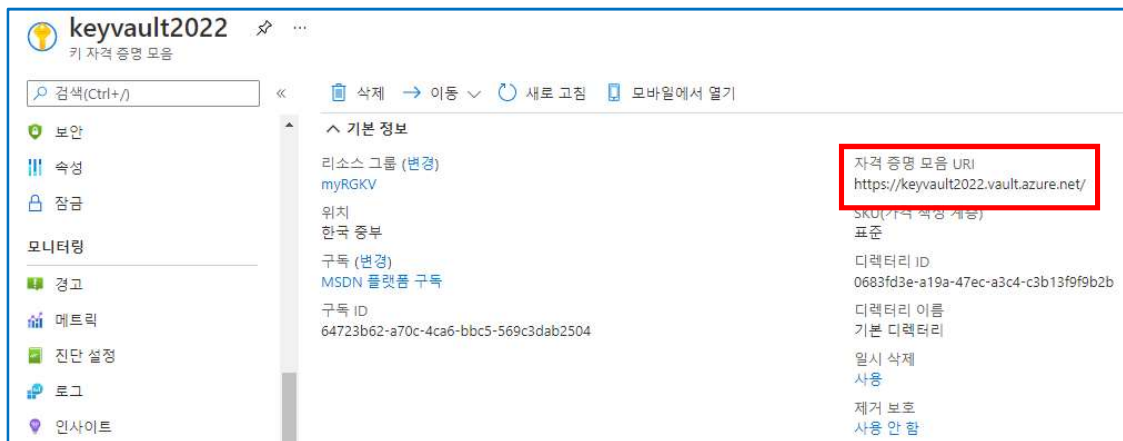 keyvault2022
키 자격 증명 모음
검색(Ctrl+/)
보안
속성
잠금
모니터링
경고
메트릭
진단 설정
로그
인사이트
삭제 이동 새로 고침 모바일에서 열기
기본 정보
리소스 그룹 (변경)
myRGKV
위치
한국 중부
구독 (변경)
MSDN 플랫폼 구독
구독 ID
64723b62-a70c-4ca6-bbc5-569c3dab2504
자격 증명 모음 URI
https://keyvault2022.vault.azure.net/
SKU(가격 책정 계층)
표준
디렉터리 ID
0683fd3e-a19a-47ec-a3c4-c3b13f9f9b2b
디렉터리 이름
기본 디렉터리
일시 삭제
사용
제거 보호
사용 안 함